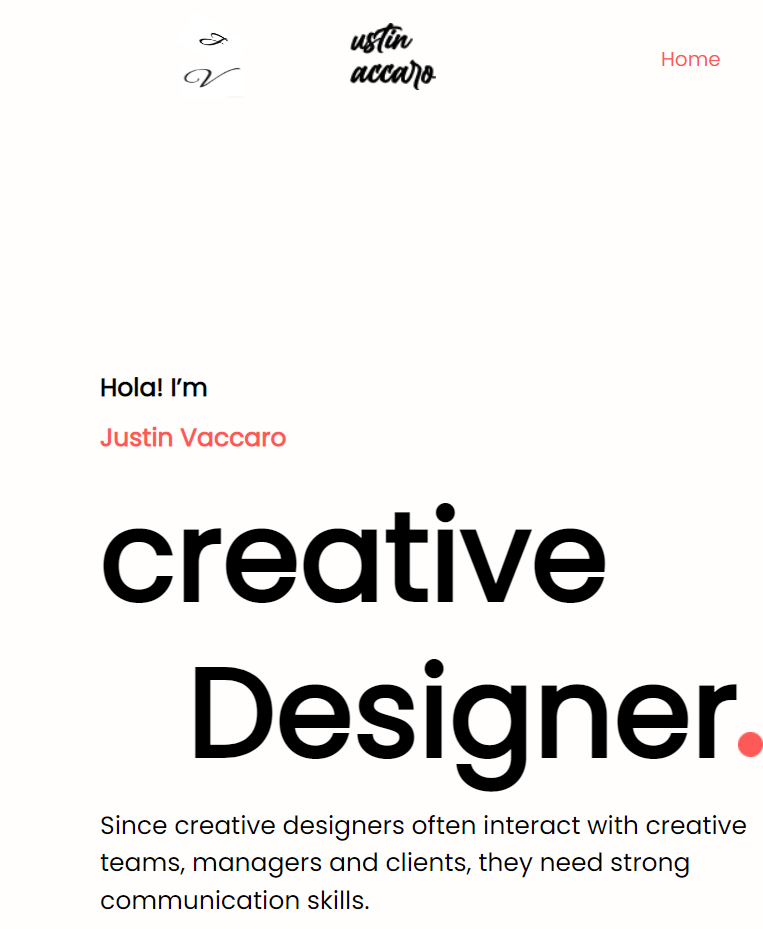 J
V
ustin
accaro
Home
Hola! I’m
Justin Vaccaro
creative
Designer.
Since creative designers often interact with creative
teams, managers and clients, they need strong
communication skills.